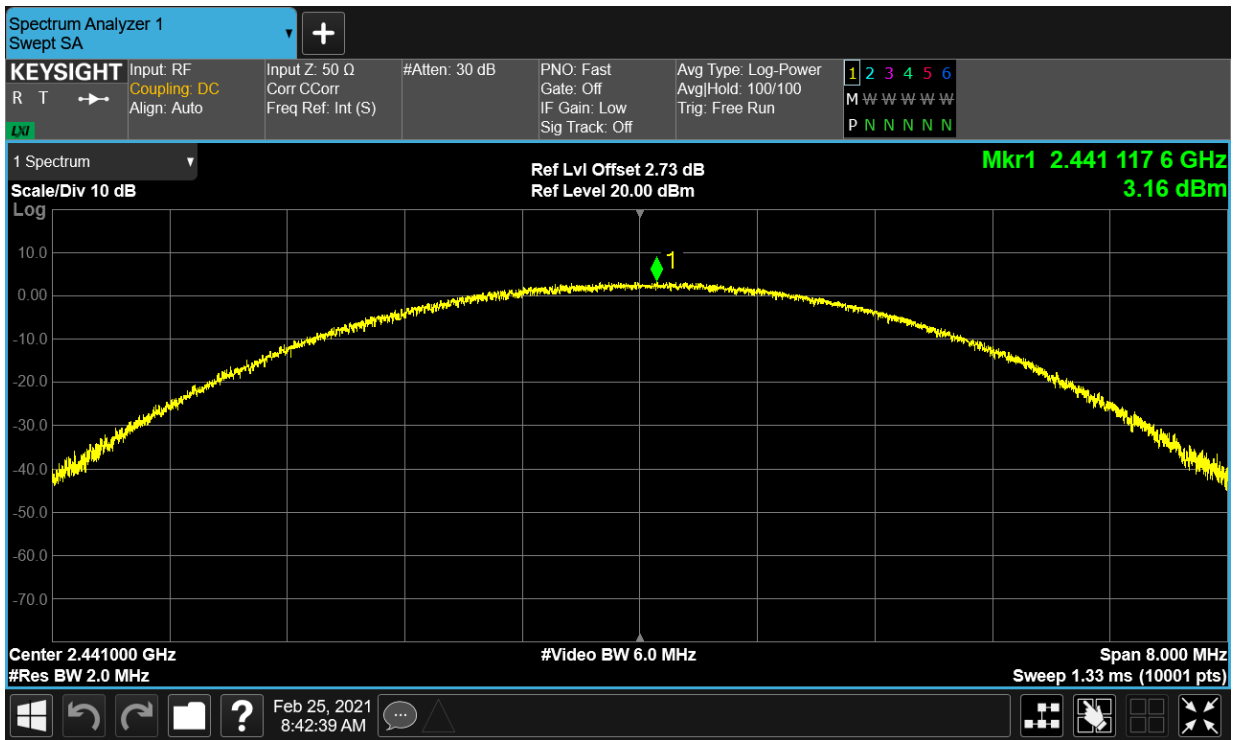 Spectrum Analyzer 1
Swept SA
KEYSIGHT
R T
LXI
Input: RF
Coupling: DC
Align: Auto
Input Z: 50 Ω
Corr CCorr
Freq Ref: Int (S)
#Atten: 30 dB
PNO: Fast
Gate: Off
IF Gain: Low
Sig Track: Off
Avg Type: Log-Power
Avg|Hold: 100/100
Trig: Free Run
1 2 3 4 5 6
M W W W W W
P N N N N N
1 Spectrum
Scale/Div 10 dB
Log
Ref Lvl Offset 2.73 dB
Ref Level 20.00 dBm
Mkr1 2.441 117 6 GHz
3.16 dBm
10.0
1
0.00
-10.0
-20.0
-30.0
-40.0
-50.0
-60.0
-70.0
Center 2.441000 GHz
#Res BW 2.0 MHz
#Video BW 6.0 MHz
Span 8.000 MHz
Sweep 1.33 ms (10001 pts)
?
Feb 25, 2021
8:42:39 AM